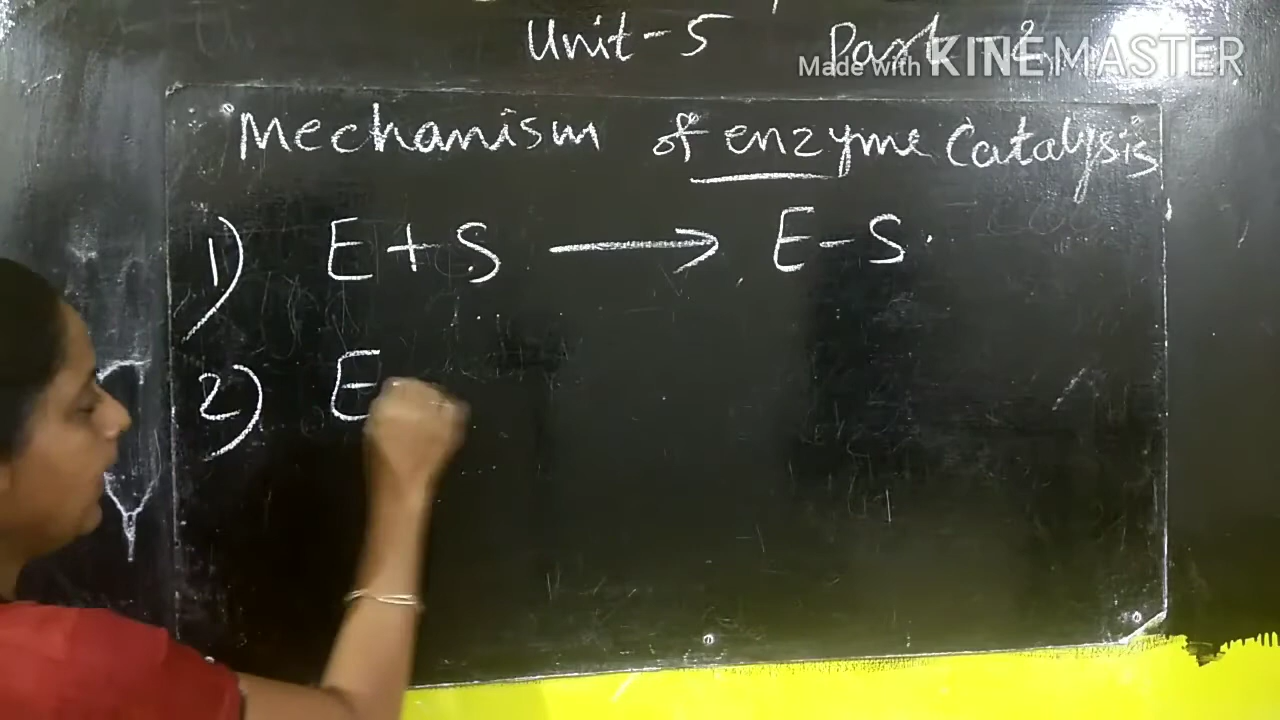 Unit-5 Part-2
Made with KINEMASTER
Mechanism of enzyme Catalysis
1) E+S ⟶ E-S.
2) E